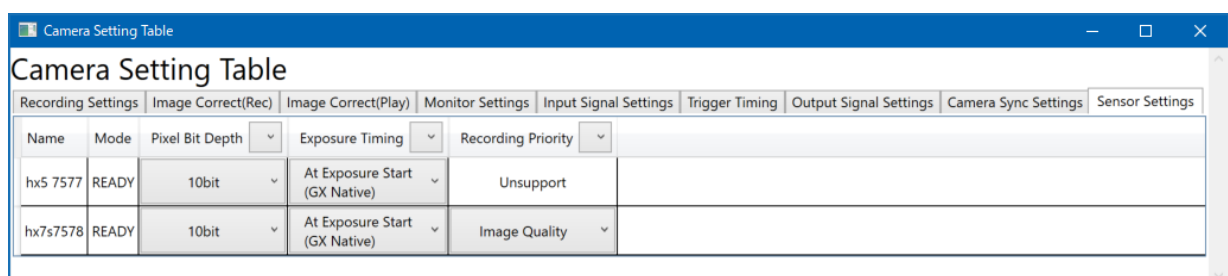 Camera Setting Table
Camera Setting Table
Recording Settings Image Correct(Rec) Image Correct(Play) Monitor Settings Input Signal Settings Trigger Timing Output Signal Settings Camera Sync Settings Sensor Settings
Name Mode Pixel Bit Depth Exposure Timing Recording Priority
hx5 7577 READY 10bit At Exposure Start
(GX Native) Unsupport
hx7s7578 READY 10bit At Exposure Start
(GX Native) Image Quality